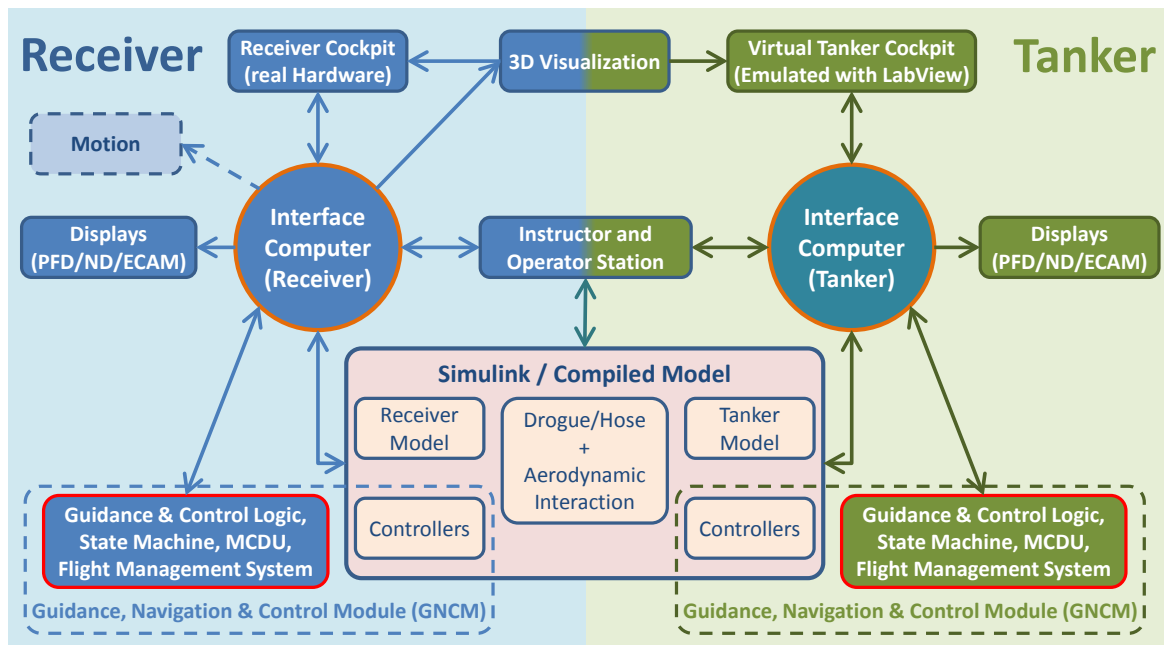 Receiver
Receiver Cockpit
(real Hardware)
3D Visualization
Virtual Tanker Cockpit
(Emulated with LabView)
Tanker
Motion
Interface
Computer
(Receiver)
Displays
(PFD/ND/ECAM)
Instructor and
Operator Station
Interface
Computer
(Tanker)
Displays
(PFD/ND/ECAM)
Simulink / Compiled Model
Receiver
Model
Drogue/Hose
+
Aerodynamic
Interaction
Tanker
Model
Controllers
Controllers
Guidance & Control Logic,
State Machine, MCDU,
Flight Management System
Guidance, Navigation & Control Module (GNCM)
Guidance & Control Logic,
State Machine, MCDU,
Flight Management System
Guidance, Navigation & Control Module (GNCM)